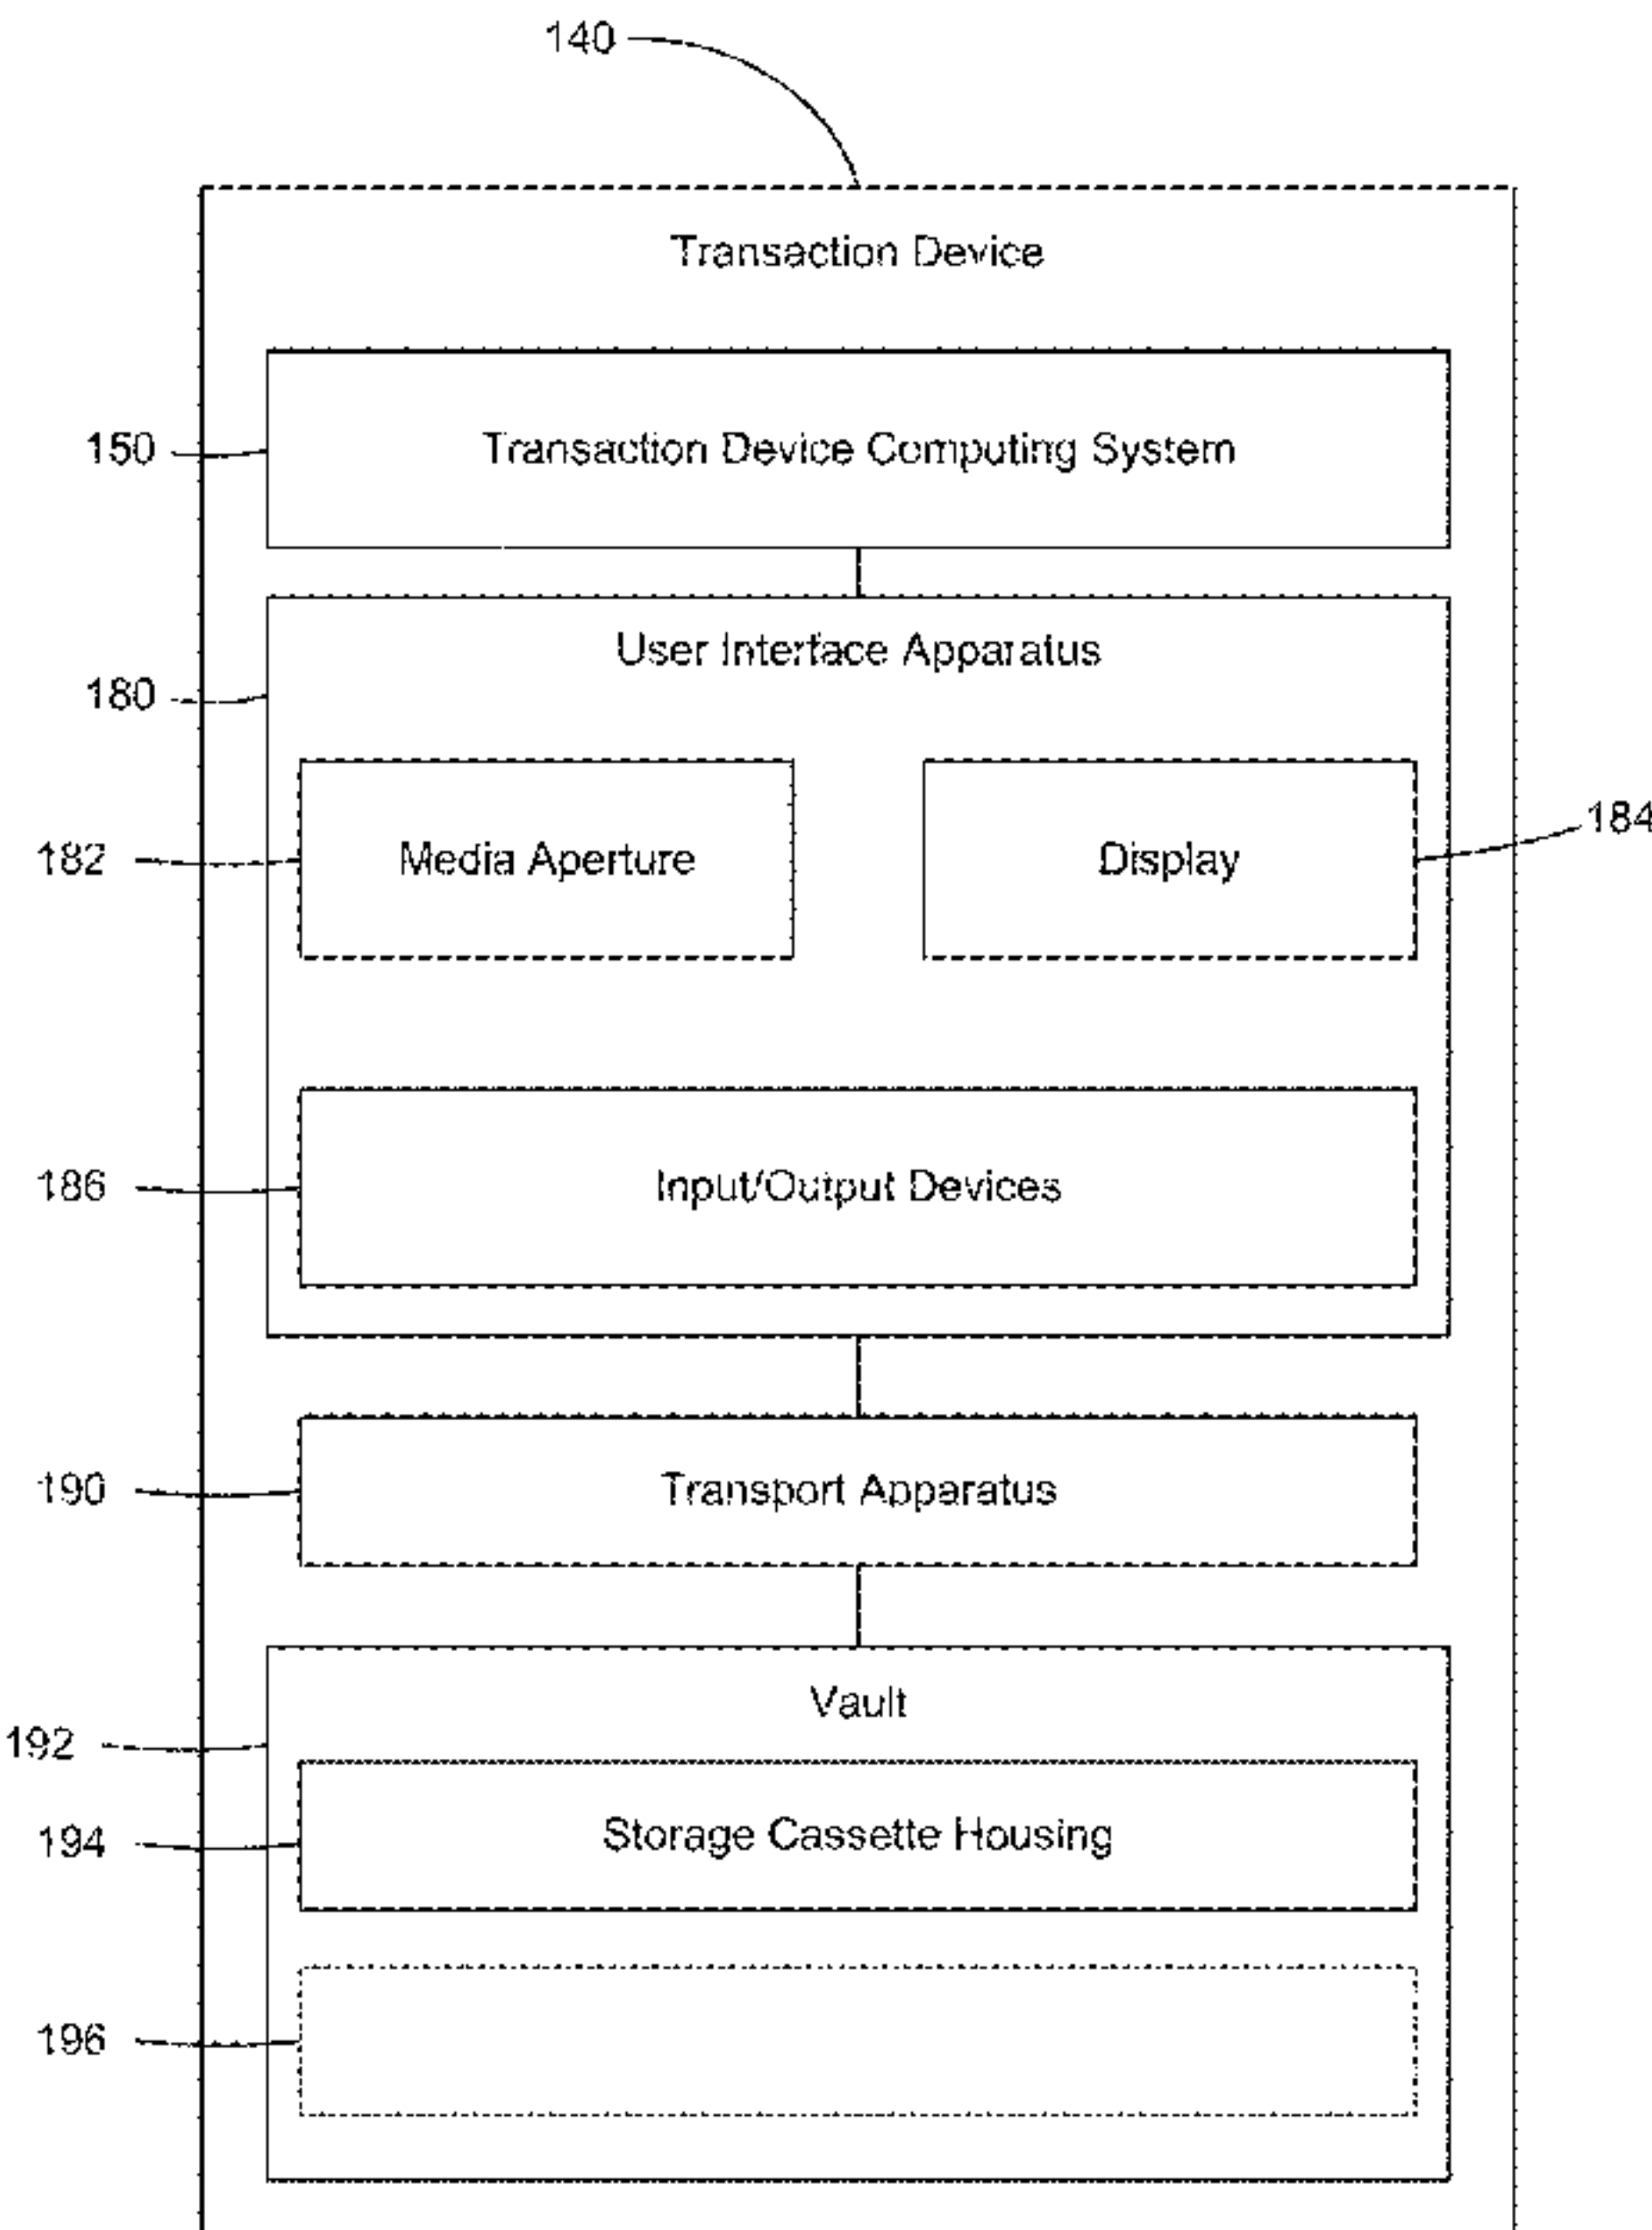 140
Transaction Device
150
Transaction Device Computing System
User Interface Apparatus
180
184
182
Media Aperture
Display
186
Input/Output Devices
190
Transport Apparatus
Vault
192
194
Storage Cassette Housing
196